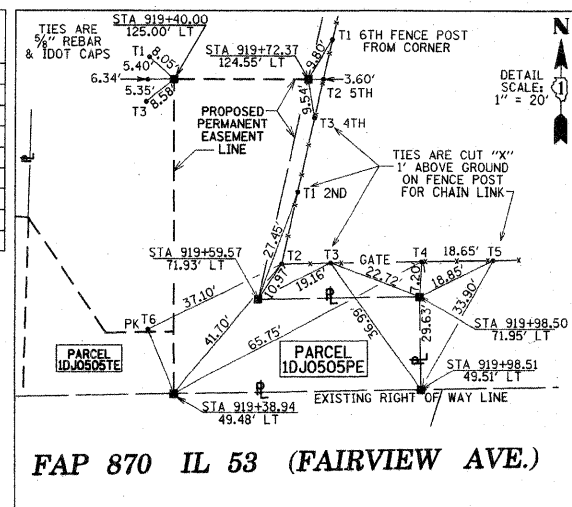 TIES ARE
5/8" REBAR
& IDOT CAPS
STA 919+40.00
125.00' LT
T1
8.05'
5.40'
6.34'
5.35'
8.58'
T3
STA 919+72.37
124.55' LT
9.80'
T1 6TH FENCE POST
FROM CORNER
3.60'
T2 5TH
9.54'
T3 4TH
N
DETAIL
SCALE:
1" = 20'
1
PROPOSED
PERMANENT
EASEMENT
LINE
TIES ARE CUT "X"
1' ABOVE GROUND
ON FENCE POST
FOR CHAIN LINK
T1 2ND
27.45'
STA 919+59.57
71.93' LT
T2
10.97'
19.16'
T3
GATE
22.72'
T4
18.65'
T5
7.20'
18.85'
33.90'
37.10'
PK
T6
41.70'
65.75'
36.99'
29.63'
PL
PL
PL
PL
STA 919+98.50
71.95' LT
PARCEL
1DJ0505TE
PARCEL
1DJ0505PE
STA 919+98.51
49.51' LT
STA 919+38.94
49.48' LT
EXISTING RIGHT OF WAY LINE
FAP 870 IL 53 (FAIRVIEW AVE.)